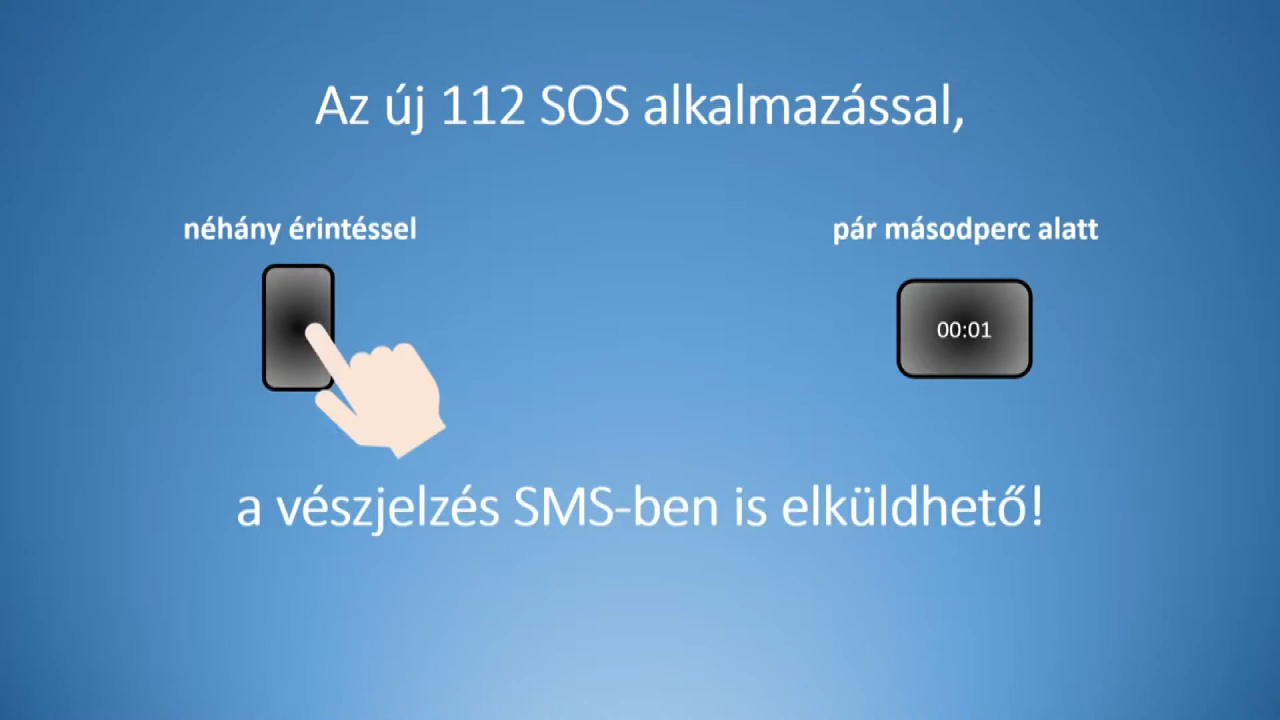 Az új 112 SOS alkalmazással,
néhány érintéssel
pár másodperc alatt
00:01
a vészjelzés SMS-ben is elküldhető!